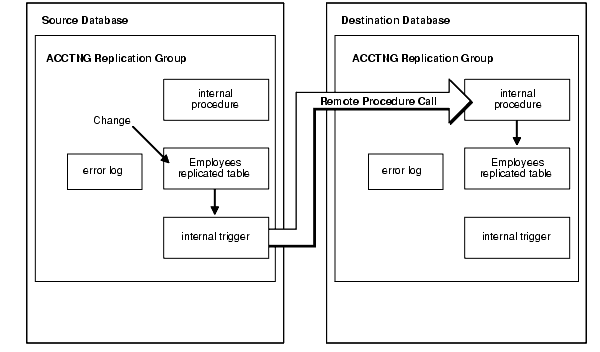 Source Database
ACCTNG Replication Group
internal
procedure
Change
error log
Employees
replicated table
internal trigger
Remote Procedure Call
Destination Database
ACCTNG Replication Group
internal
procedure
error log
Employees
replicated table
internal trigger